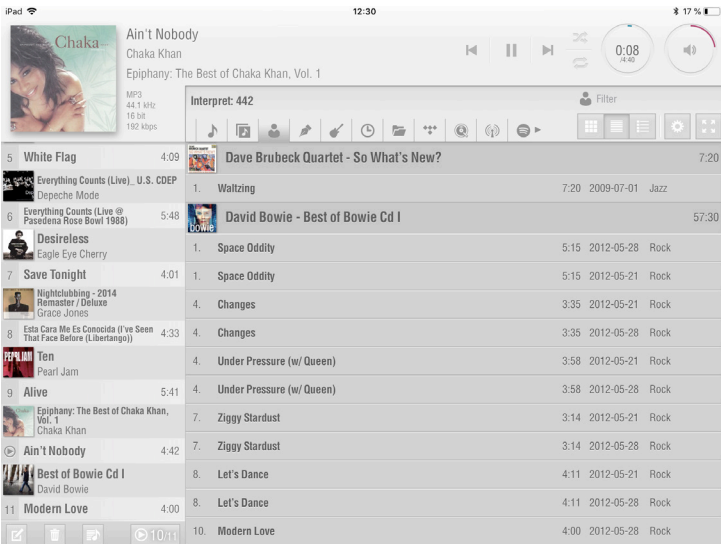 iPad
12:30
17 %
Chaka
Ain't Nobody
Chaka Khan
Epiphany: The Best of Chaka Khan, Vol. 1
MP3
44.1 kHz
16 bit
192 kbps
0:08
/4:40
Interpret: 442
Filter
5 White Flag 4:09
Everything Counts (Live)_ U.S. CDEP
Depeche Mode
6 Everything Counts (Live @
Pasedena Rose Bowl 1988) 5:48
Desireless
Eagle Eye Cherry
7 Save Tonight 4:01
Nightclubbing - 2014
Remaster / Deluxe
Grace Jones
8 Esta Cara Me Es Conocida (I've Seen
That Face Before (Libertango)) 4:33
PEARL JAM
Ten
Pearl Jam
9 Alive 5:41
Epiphany: The Best of Chaka Khan,
Vol. 1
Chaka Khan
Ain't Nobody 4:42
Best of Bowie Cd I
David Bowie
11 Modern Love 4:00
10/11
Dave Brubeck Quartet - So What's New? 7:20
1. Waltzing 7:20 2009-07-01 Jazz
bowie
David Bowie - Best of Bowie Cd I 57:30
1. Space Oddity 5:15 2012-05-28 Rock
1. Space Oddity 5:15 2012-05-21 Rock
4. Changes 3:35 2012-05-21 Rock
4. Changes 3:35 2012-05-28 Rock
4. Under Pressure (w/ Queen) 3:58 2012-05-21 Rock
4. Under Pressure (w/ Queen) 3:58 2012-05-28 Rock
7. Ziggy Stardust 3:14 2012-05-21 Rock
7. Ziggy Stardust 3:14 2012-05-28 Rock
8. Let's Dance 4:11 2012-05-21 Rock
8. Let's Dance 4:11 2012-05-28 Rock
10. Modern Love 4:00 2012-05-28 Rock